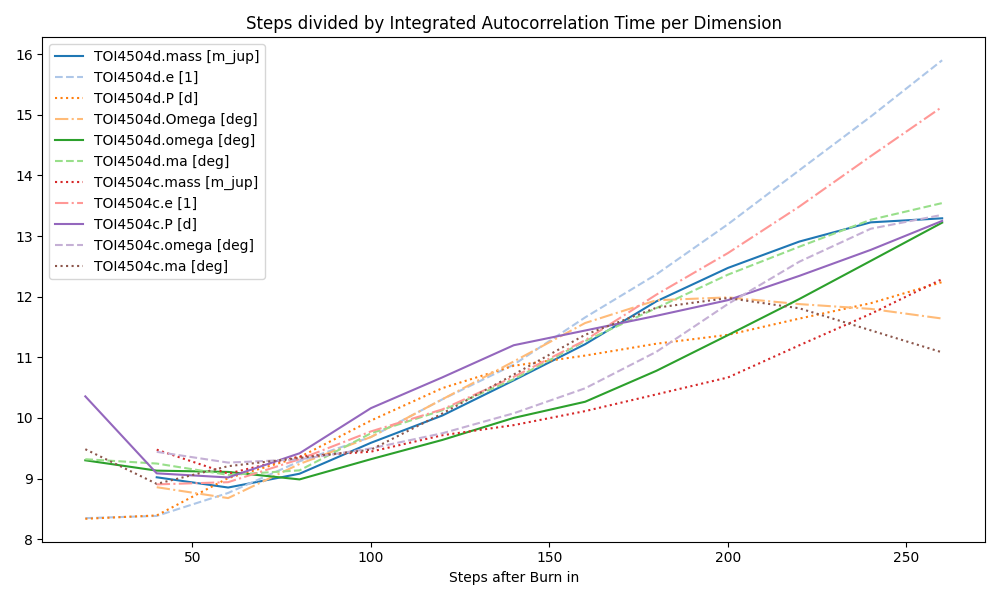 Steps divided by Integrated Autocorrelation Time per Dimension
16
15
14
13
12
11
10
9
8
TOI4504d.mass [m_jup]
TOI4504d.e [1]
TOI4504d.P [d]
TOI4504d.Omega [deg]
TOI4504d.omega [deg]
TOI4504d.ma [deg]
TOI4504c.mass [m_jup]
TOI4504c.e [1]
TOI4504c.P [d]
TOI4504c.omega [deg]
TOI4504c.ma [deg]
50 100 150 200 250
Steps after Burn in